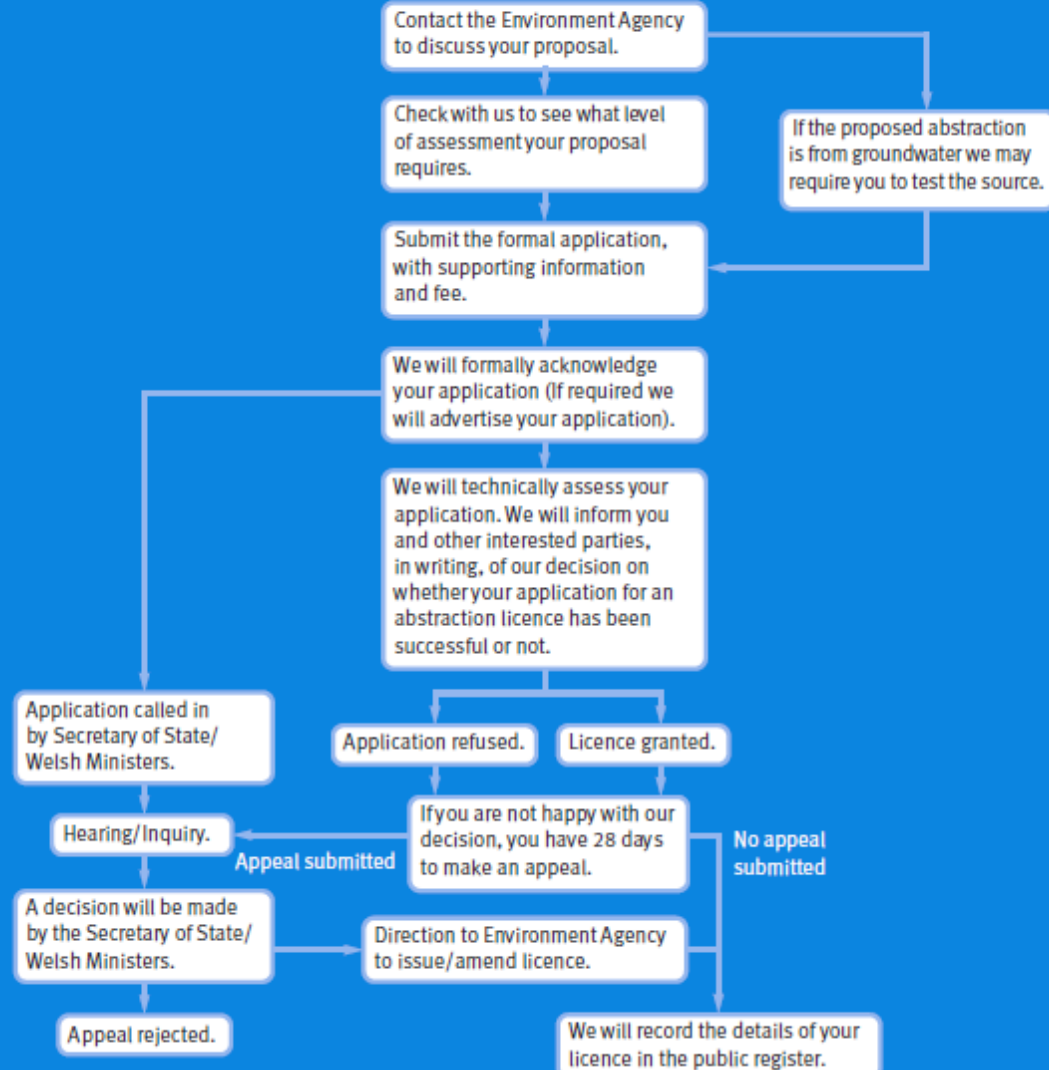 Contact the Environment Agency
to discuss your proposal.
Check with us to see what level
of assessment your proposal
requires.
If the proposed abstraction
is from groundwater we may
require you to test the source.
Submit the formal application,
with supporting information
and fee.
We will formally acknowledge
your application (If required we
will advertise your application).
We will technically assess your
application. We will inform you
and other interested parties,
in writing, of our decision on
whether your application for an
abstraction licence has been
successful or not.
Application called in
by Secretary of State/
Welsh Ministers.
Application refused.
Licence granted.
Hearing/Inquiry.
Appeal submitted
If you are not happy with our
decision, you have 28 days
to make an appeal.
No appeal
submitted
A decision will be made
by the Secretary of State/
Welsh Ministers.
Direction to Environment Agency
to issue/amend licence.
Appeal rejected.
We will record the details of your
licence in the public register.